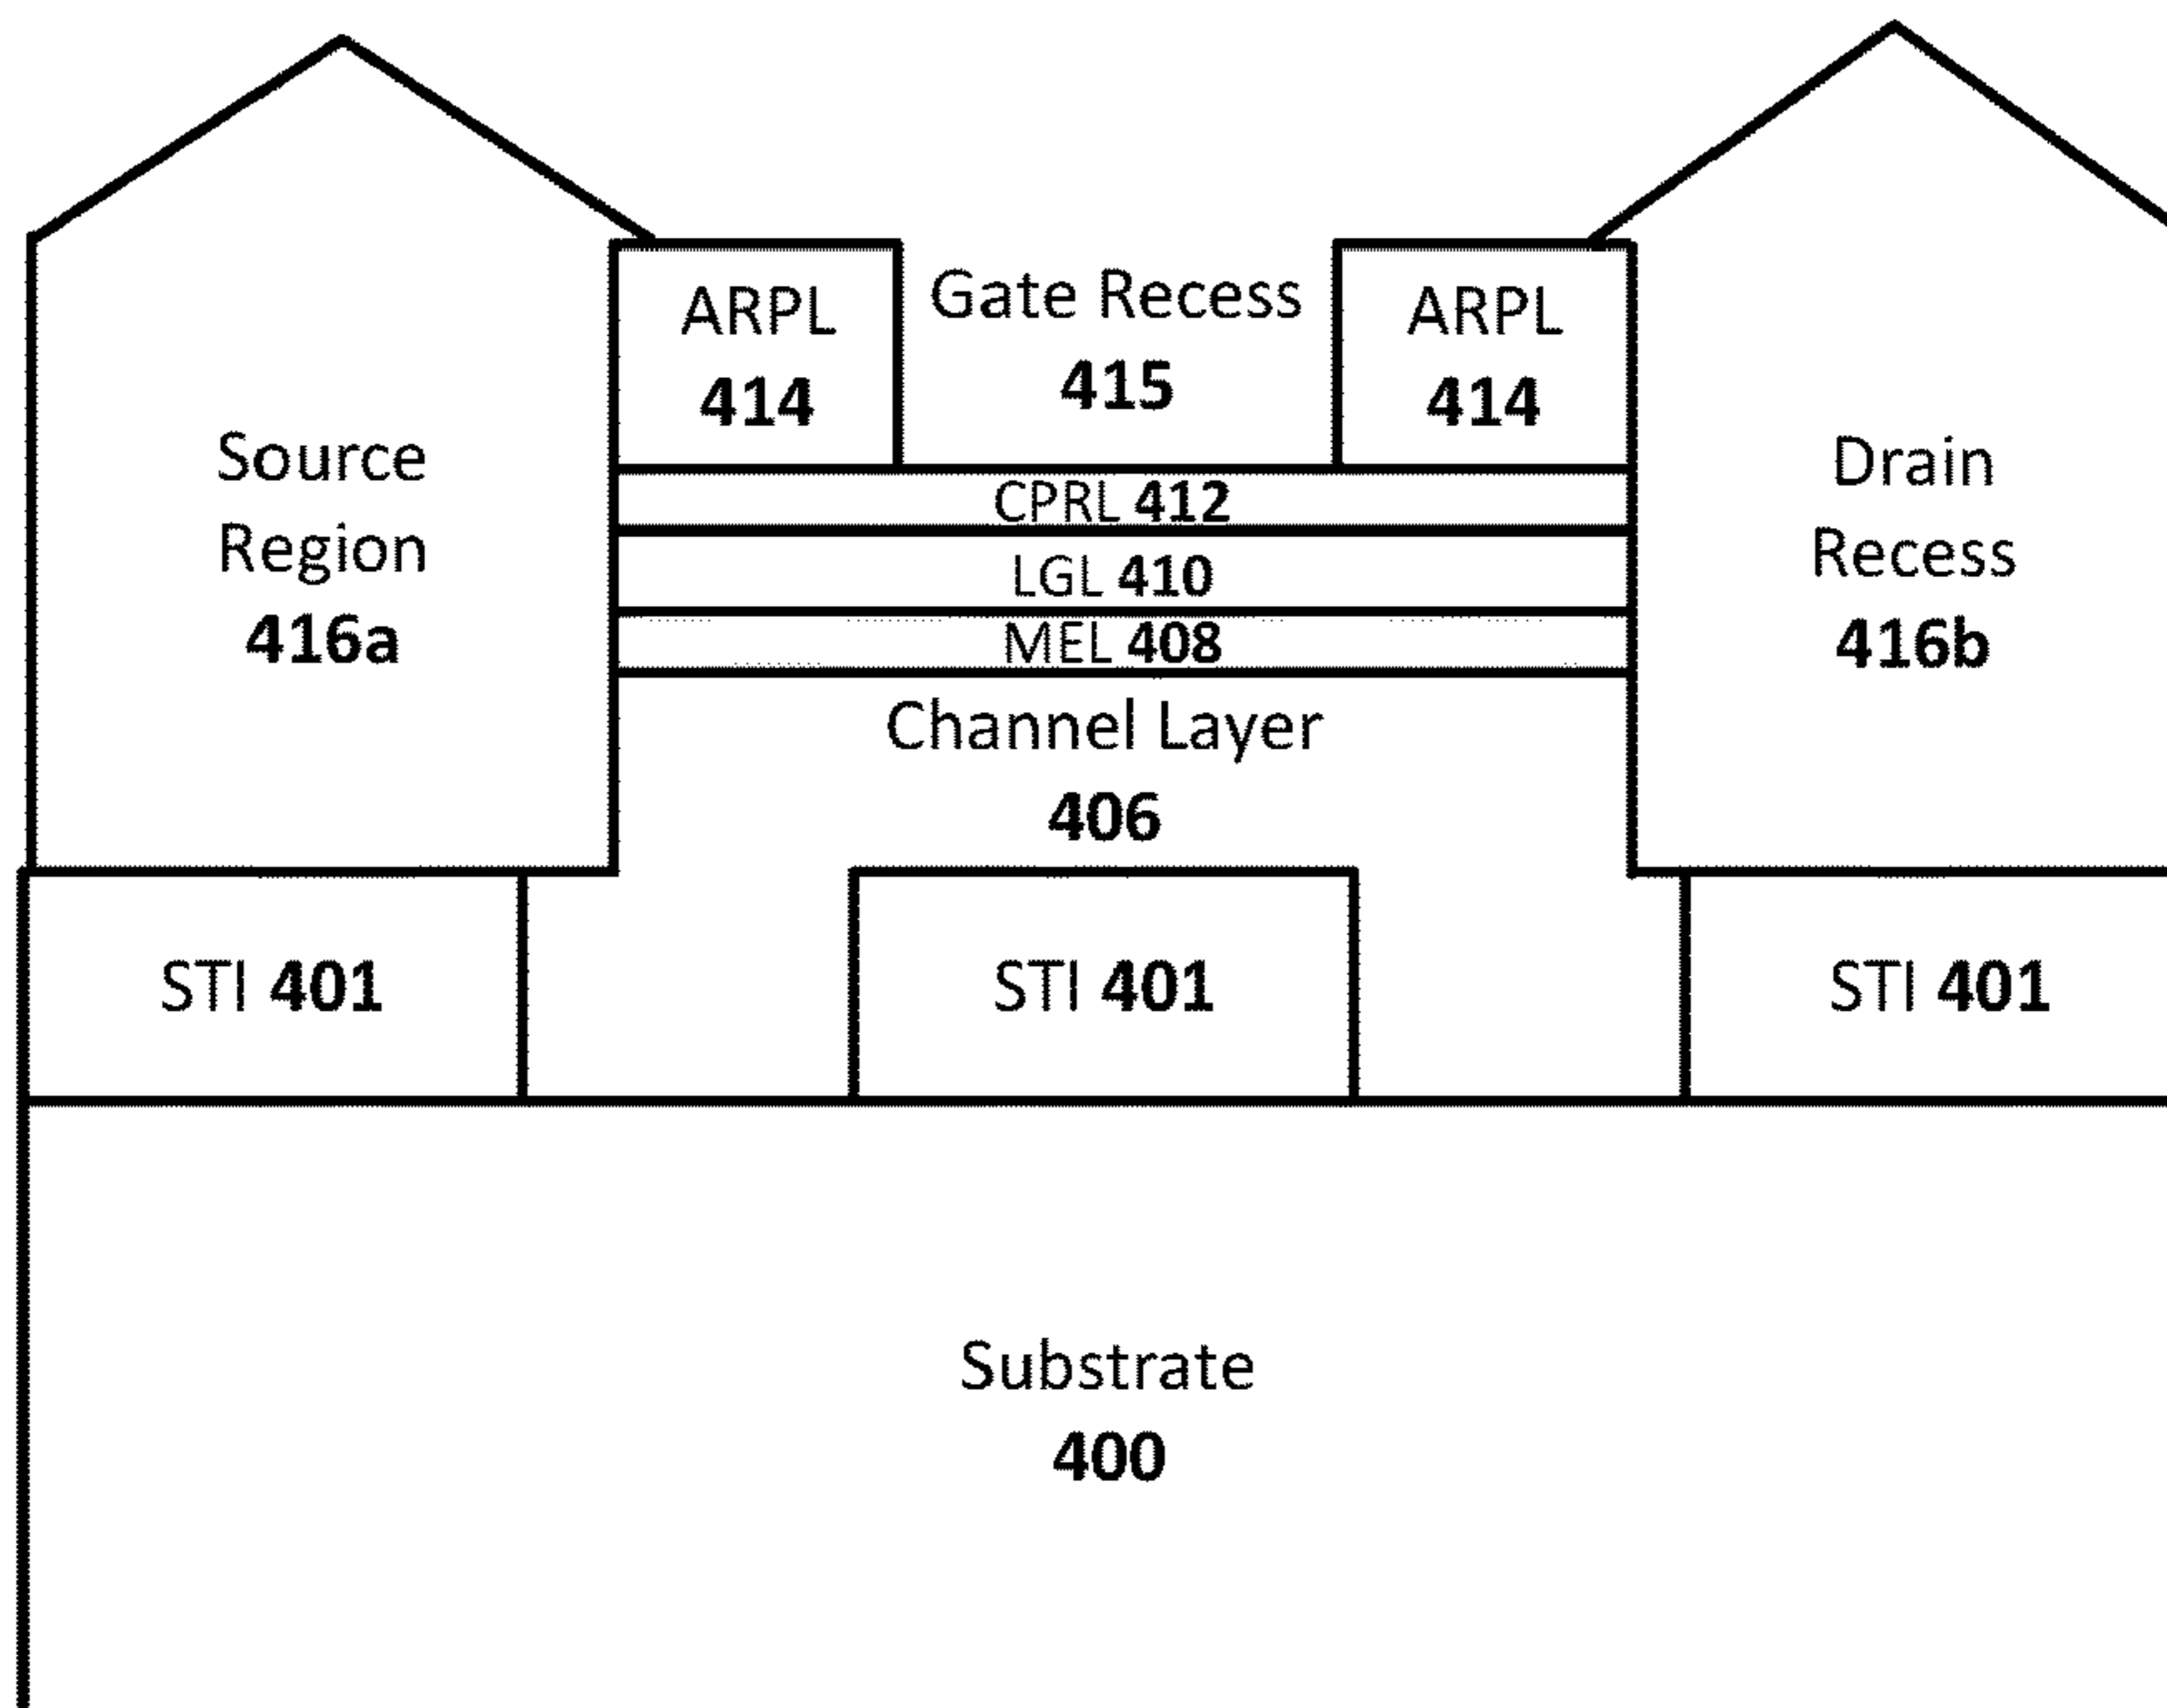 ARPL
414
Gate Recess
415
ARPL
414
Source
Region
416a
Drain
Recess
416b
CPRL 412
LGL 410
MEL 408
Channel Layer
406
STI 401
STI 401
STI 401
Substrate
400